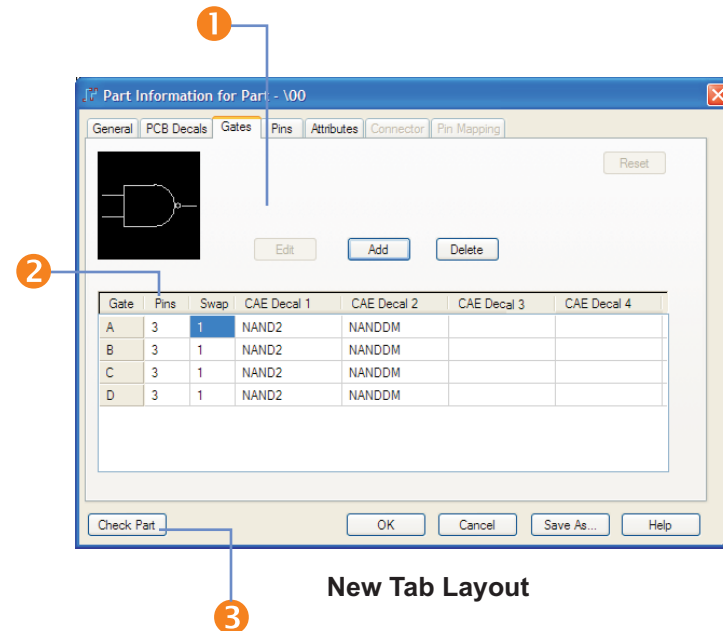 1
Part Information for Part - \00
General PCB Decals Gates Pins Attributes Connector Pin Mapping
Reset
Edit Add Delete
2
Gate Pins Swap CAE Decal 1 CAE Decal 2 CAE Decal 3 CAE Decal 4
A 3 1 NAND2 NANDDM
B 3 1 NAND2 NANDDM
C 3 1 NAND2 NANDDM
D 3 1 NAND2 NANDDM
Check Part OK Cancel Save As... Help
New Tab Layout
3